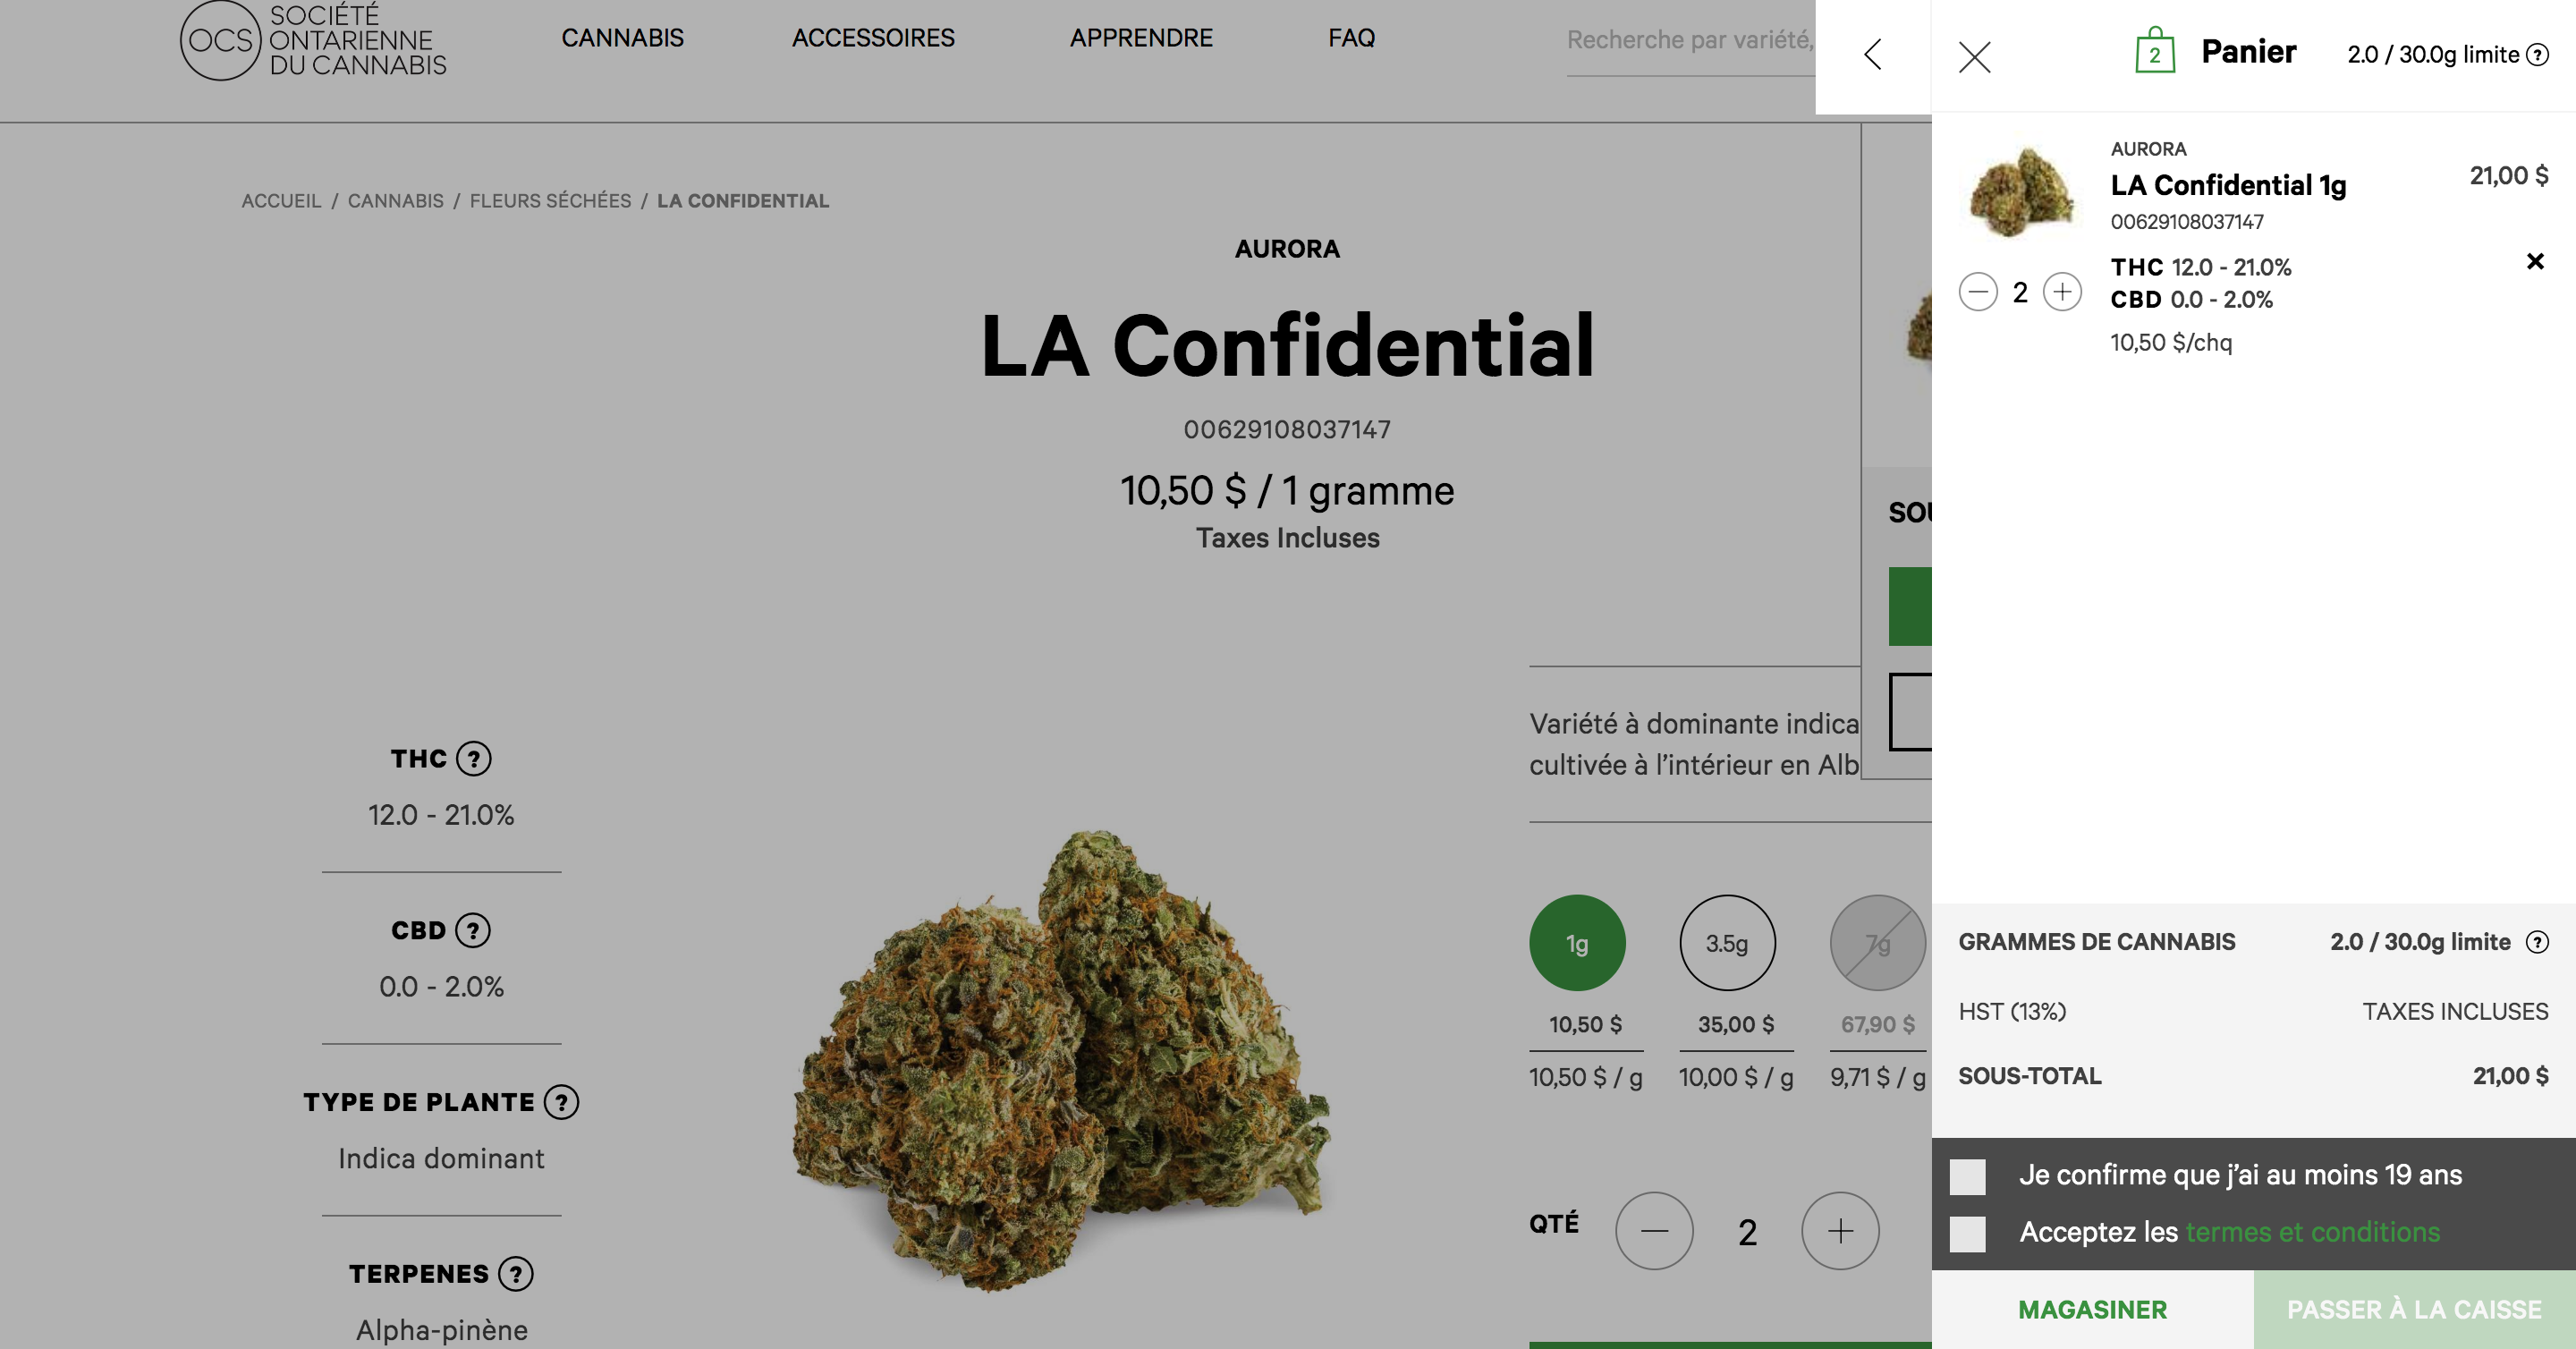 OCS
SOCIÉTÉ
ONTARIENNE
DU CANNABIS
CANNABIS
ACCESSOIRES
APPRENDRE
FAQ
Recherche par variété,
ACCUEIL / CANNABIS / FLEURS SÉCHÉES / LA CONFIDENTIAL
AURORA
LA Confidential
00629108037147
10,50 $ / 1 gramme
Taxes Incluses
THC ?
12.0 - 21.0%
CBD ?
0.0 - 2.0%
TYPE DE PLANTE ?
Indica dominant
TERPENES ?
Alpha-pinène
Variété à dominante indica
cultivée à l’intérieur en Alb
1g
3.5g
7g
10,50 $
35,00 $
67,90 $
10,50 $ / g
10,00 $ / g
9,71 $ / g
QTÉ
2
2
Panier
2.0 / 30.0g limite ?
AURORA
LA Confidential 1g
21,00 $
00629108037147
THC 12.0 - 21.0%
CBD 0.0 - 2.0%
2
10,50 $/chq
GRAMMES DE CANNABIS
2.0 / 30.0g limite ?
HST (13%)
TAXES INCLUSES
SOUS-TOTAL
21,00 $
Je confirme que j’ai au moins 19 ans
Acceptez les termes et conditions
MAGASINER
PASSER À LA CAISSE